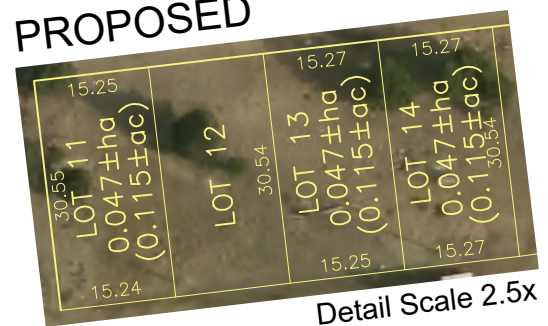 PROPOSED
15.25
15.27
15.27
30.55
LOT 11
0.047±ha
(0.115±ac)
LOT 12
30.54
LOT 13
0.047±ha
(0.115±ac)
LOT 14
0.047±ha
(0.115±ac)
30.54
15.24
15.25
15.27
Detail Scale 2.5x